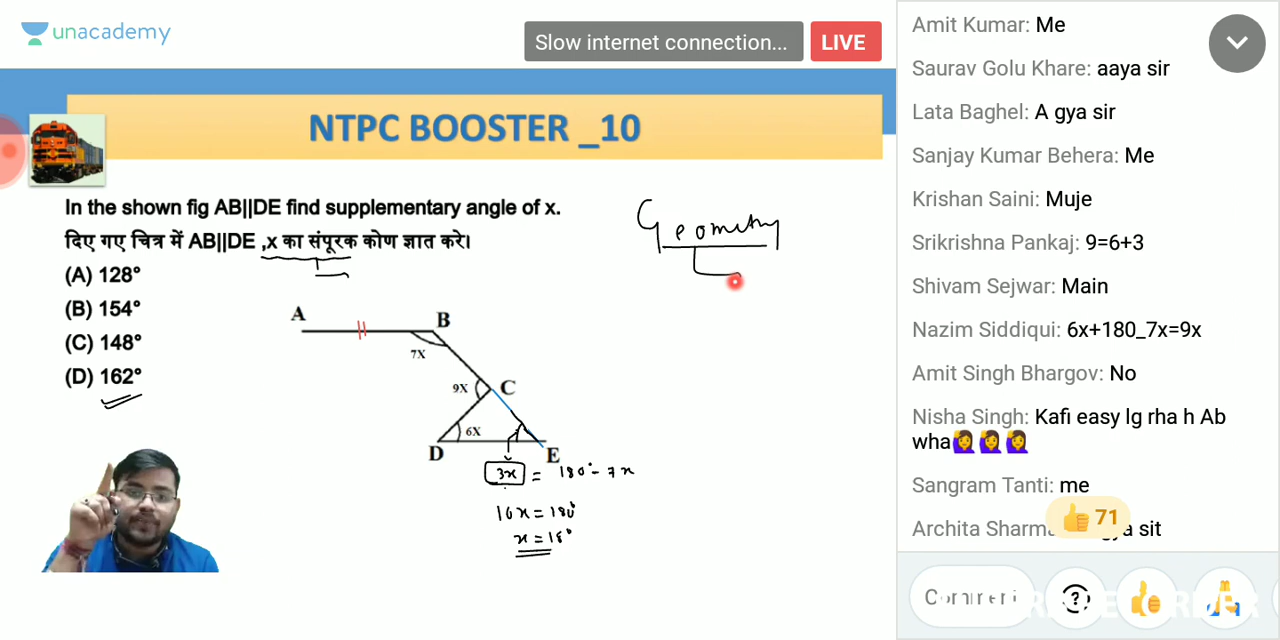 unacademy
Slow internet connection...
LIVE
NTPC BOOSTER _10
In the shown fig AB||DE find supplementary angle of x.
दिए गए चित्र में AB||DE ,x का संपूरक कोण ज्ञात करे।
(A) 128°
(B) 154°
(C) 148°
(D) 162°
Geometry
A
B
7X
9X
C
6X
D
E
3x = 180° - 7x
10x = 180°
x = 18°
Amit Kumar: Me
Saurav Golu Khare: aaya sir
Lata Baghel: A gya sir
Sanjay Kumar Behera: Me
Krishan Saini: Muje
Srikrishna Pankaj: 9=6+3
Shivam Sejwar: Main
Nazim Siddiqui: 6x+180_7x=9x
Amit Singh Bhargov: No
Nisha Singh: Kafi easy lg rha h Ab
wha🙋‍♀️🙋‍♀️🙋‍♀️
Sangram Tanti: me
71
Archita Sharma sit